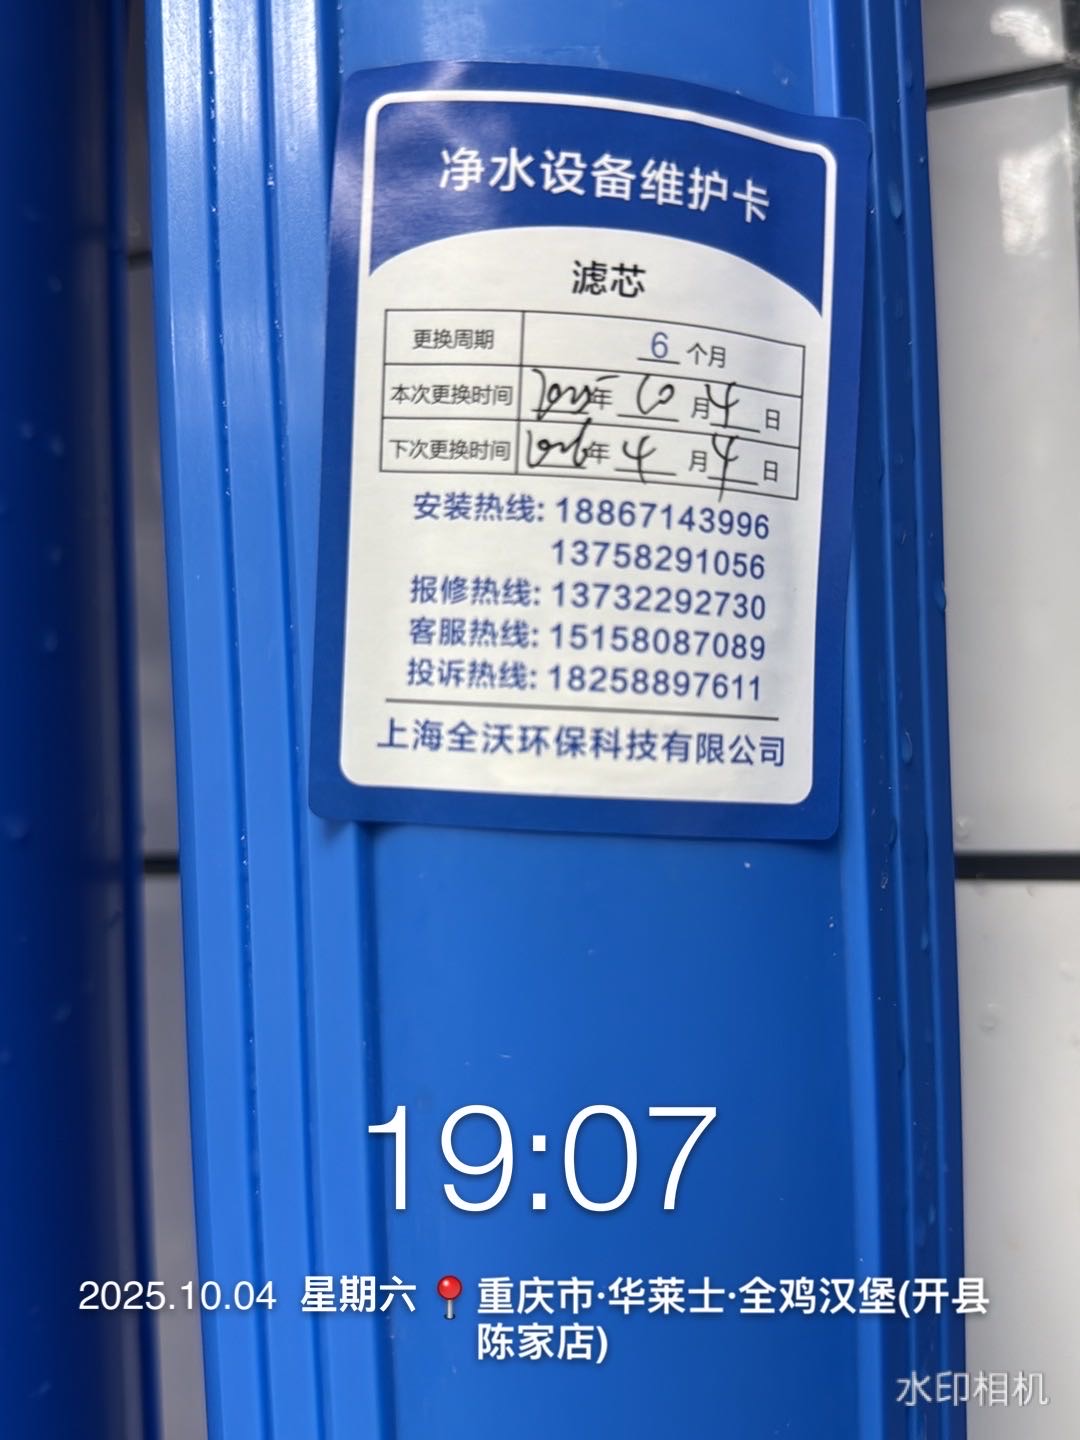 净水设备维护卡
滤芯
更换周期 6 个月
本次更换时间 2025年 10 月 4 日
下次更换时间 2026年 4 月 4 日
安装热线: 18867143996
13758291056
报修热线: 13732292730
客服热线: 15158087089
投诉热线: 18258897611
上海全沃环保科技有限公司
19:07
2025.10.04 星期六 📍重庆市·华莱士·全鸡汉堡(开县
陈家店)
水印相机